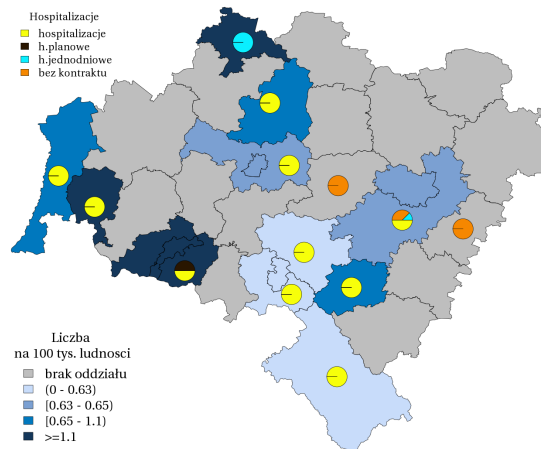 Hospitalizacje
hospitalizacje
h.planowe
h.jednodniowe
bez kontraktu
Liczba
na 100 tys. ludnosci
brak oddziału
(0 - 0.63)
[0.63 - 0.65)
[0.65 - 1.1)
>=1.1